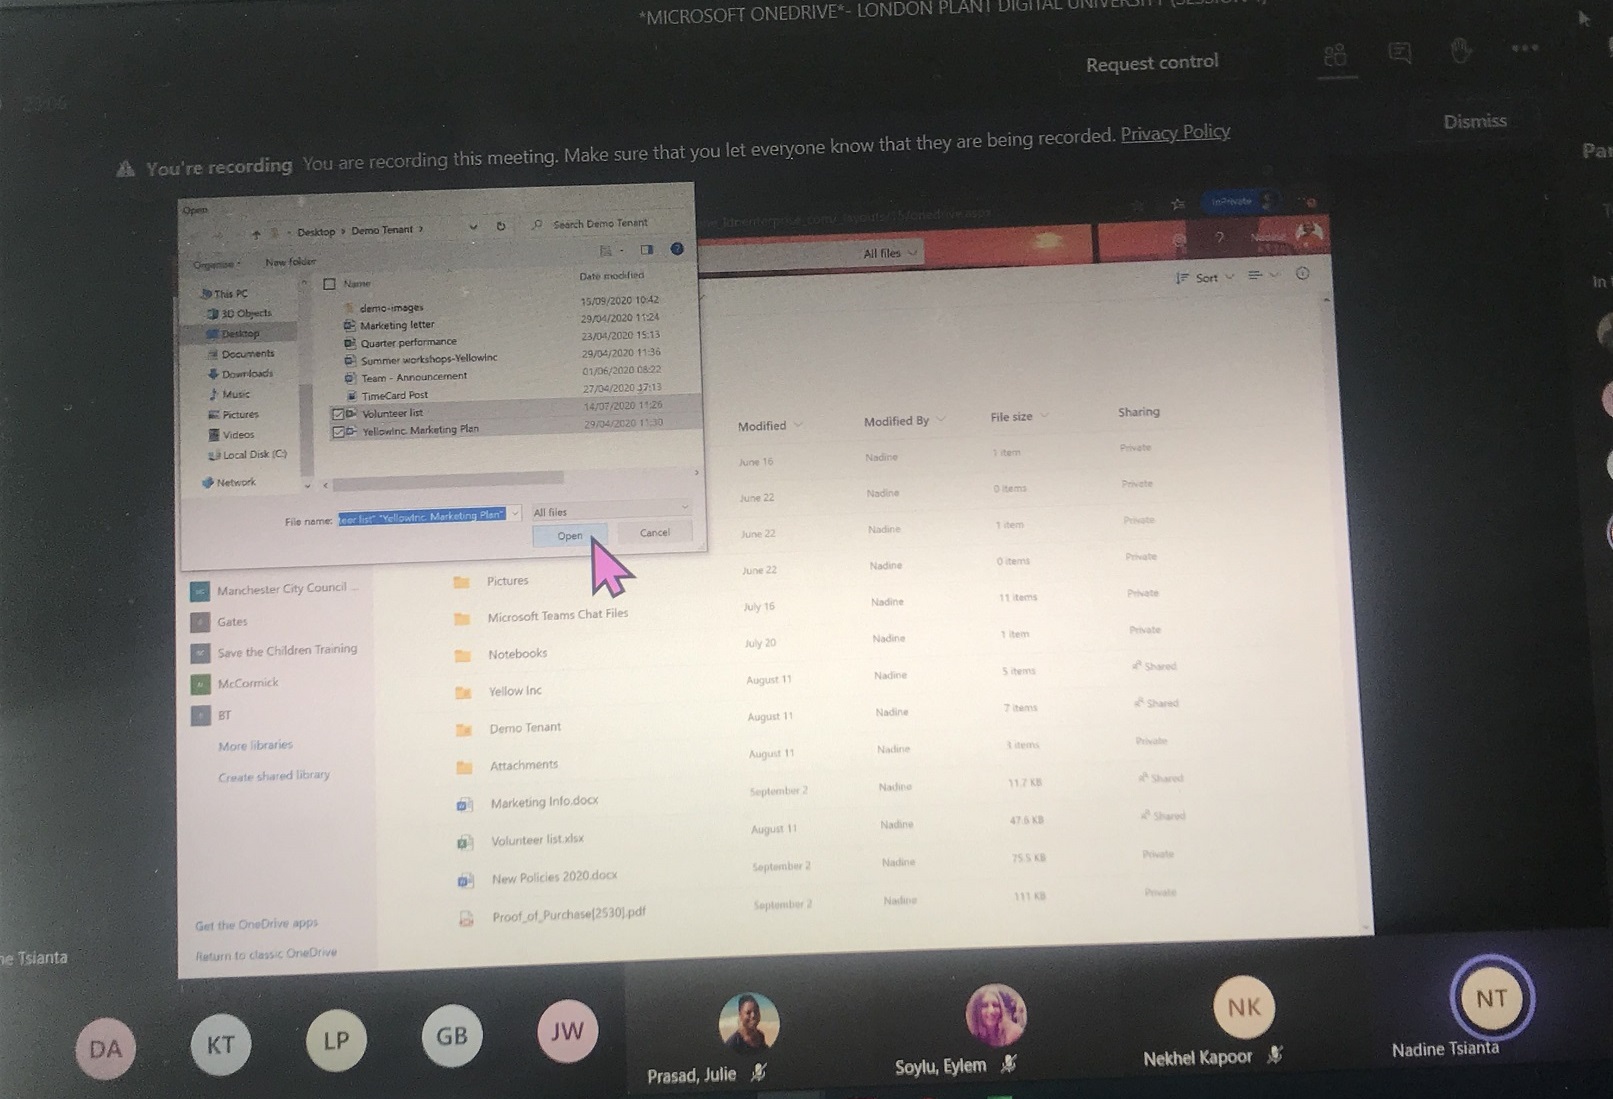 *MICROSOFT ONEDRIVE*- LONDON PLANT DIGITAL UNIVERSITY
Request control
Dismiss
You're recording You are recording this meeting. Make sure that you let everyone know that they are being recorded. Privacy Policy
Open
Desktop > Demo Tenant >
Search Demo Tenant
InPrivate
Organise
New folder
All files
Sort
This PC
3D Objects
Desktop
Documents
Downloads
Music
Pictures
Videos
Local Disk (C:)
Network
Name Date modified
demo-images 15/09/2020 10:42
Marketing letter 29/04/2020 11:24
Quarter performance 23/04/2020 15:13
Summer workshops-YellowInc 29/04/2020 11:36
Team - Announcement 01/06/2020 08:22
TimeCard Post 27/04/2020 17:13
Volunteer list 14/07/2020 11:26
YellowInc. Marketing Plan 29/04/2020 11:30
File name: teer list" "YellowInc. Marketing Plan"
All files
Open
Cancel
Modified Modified By File size Sharing
June 16 Nadine 1 item Private
June 22 Nadine 0 items Private
June 22 Nadine 1 item Private
June 22 Nadine 0 items Private
Pictures July 16 Nadine 11 items Private
Microsoft Teams Chat Files July 20 Nadine 1 item Private
Notebooks August 11 Nadine 5 items Shared
Yellow Inc August 11 Nadine 7 items Shared
Demo Tenant August 11 Nadine 3 items Private
Attachments September 2 Nadine 11.7 KB Shared
Marketing Info.docx August 11 Nadine 47.6 KB Shared
Volunteer list.xlsx September 2 Nadine 75.5 KB Private
New Policies 2020.docx September 2 Nadine 111 KB Private
Proof_of_Purchase[2530].pdf
Manchester City Council ...
Gates
Save the Children Training
McCormick
BT
More libraries
Create shared library
Get the OneDrive apps
Return to classic OneDrive
ne Tsianta
DA
KT
LP
GB
JW
Prasad, Julie
Soylu, Eylem
NK
Nekhel Kapoor
NT
Nadine Tsianta